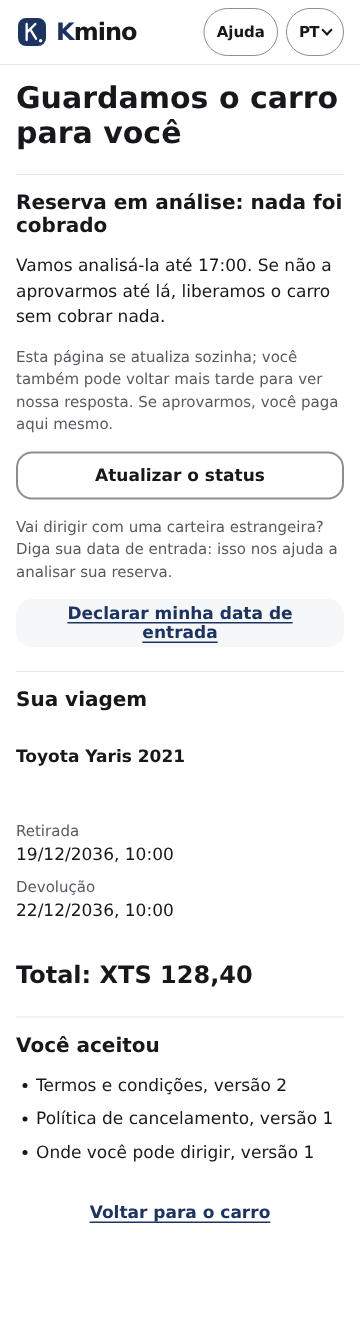 K. Kmino
Ajuda
PT
Guardamos o carro
para você
Reserva em análise: nada foi
cobrado
Vamos analisá-la até 17:00. Se não a
aprovarmos até lá, liberamos o carro
sem cobrar nada.
Esta página se atualiza sozinha; você
também pode voltar mais tarde para ver
nossa resposta. Se aprovarmos, você paga
aqui mesmo.
Atualizar o status
Vai dirigir com uma carteira estrangeira?
Diga sua data de entrada: isso nos ajuda a
analisar sua reserva.
Declarar minha data de
entrada
Sua viagem
Toyota Yaris 2021
Retirada
19/12/2036, 10:00
Devolução
22/12/2036, 10:00
Total: XTS 128,40
Você aceitou
• Termos e condições, versão 2
• Política de cancelamento, versão 1
• Onde você pode dirigir, versão 1
Voltar para o carro